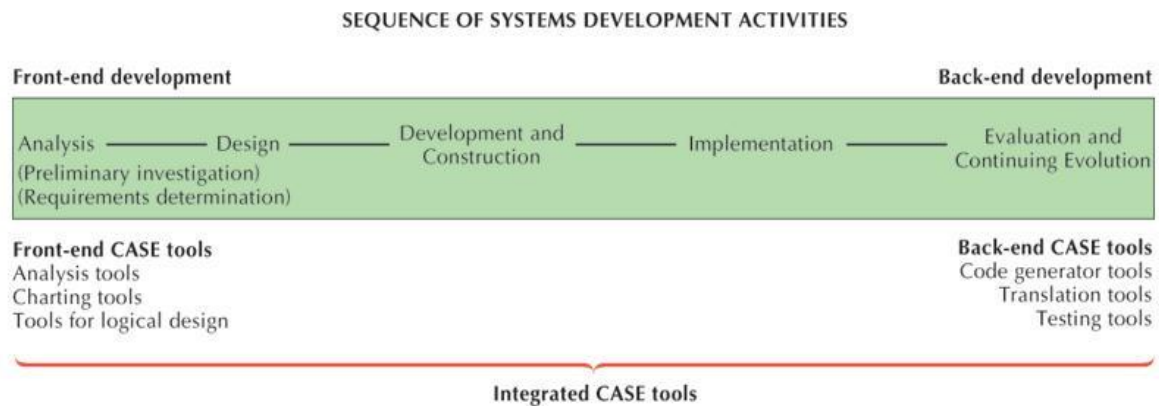 SEQUENCE OF SYSTEMS DEVELOPMENT ACTIVITIES
Front-end development
Back-end development
Analysis
(Preliminary investigation)
(Requirements determination)
Design
Development and
Construction
Implementation
Evaluation and
Continuing Evolution
Front-end CASE tools
Analysis tools
Charting tools
Tools for logical design
Back-end CASE tools
Code generator tools
Translation tools
Testing tools
Integrated CASE tools